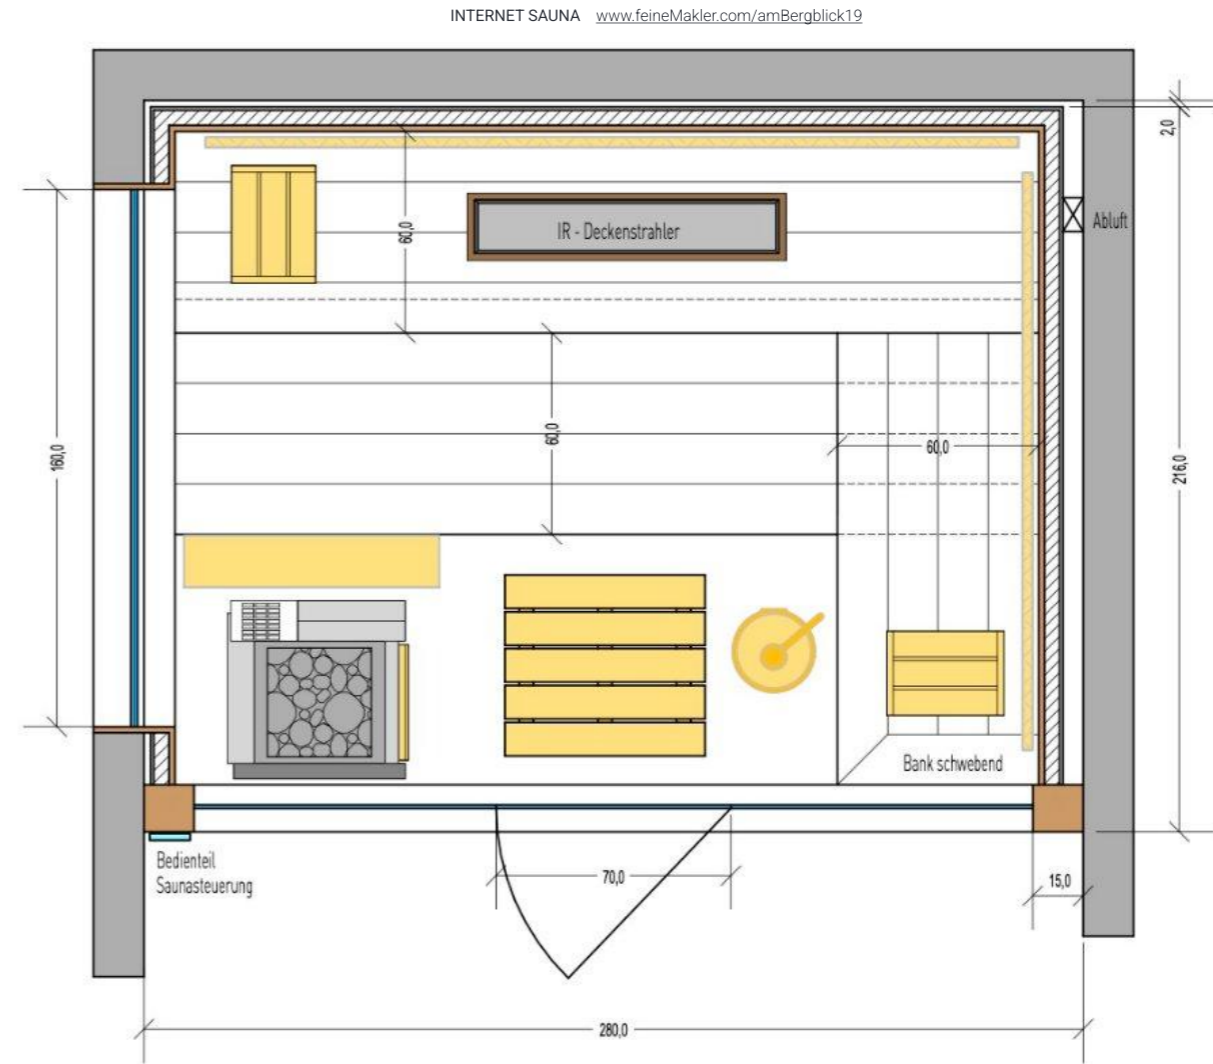 INTERNET SAUNA www.feineMakler.com/amBergblick19
2,0
Abluft
IR - Deckenstrahler
60,0
60,0
60,0
160,0
216,0
Bank schwebend
Bedienteil
Saunasteuerung
70,0
15,0
280,0